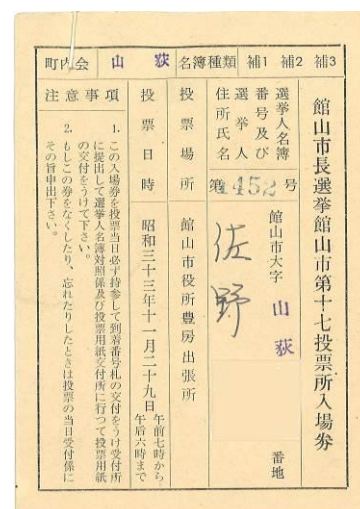 町内会 山荻 名簿種類 補1 補2 補3
館山市長選挙館山市第十七投票所入場券
選挙人名簿
番号及び
選挙人
住所氏名
第1452号
館山市大字 山荻
番地
佐野
投票場所 館山市役所豊房出張所
投票日時 昭和三十三年十一月二十九日
午前七時から
午后六時まで
注意事項
1. この入場券を投票当日必ず持参して到着番号札の交付をうけ受付所
に提出して選挙人名簿対照係及び投票用紙交付所に行つて投票用紙
の交付をうけて下さい。
2. もしこの券をなくしたり、忘れたりしたときは投票の当日受付係に
その旨申出下さい。